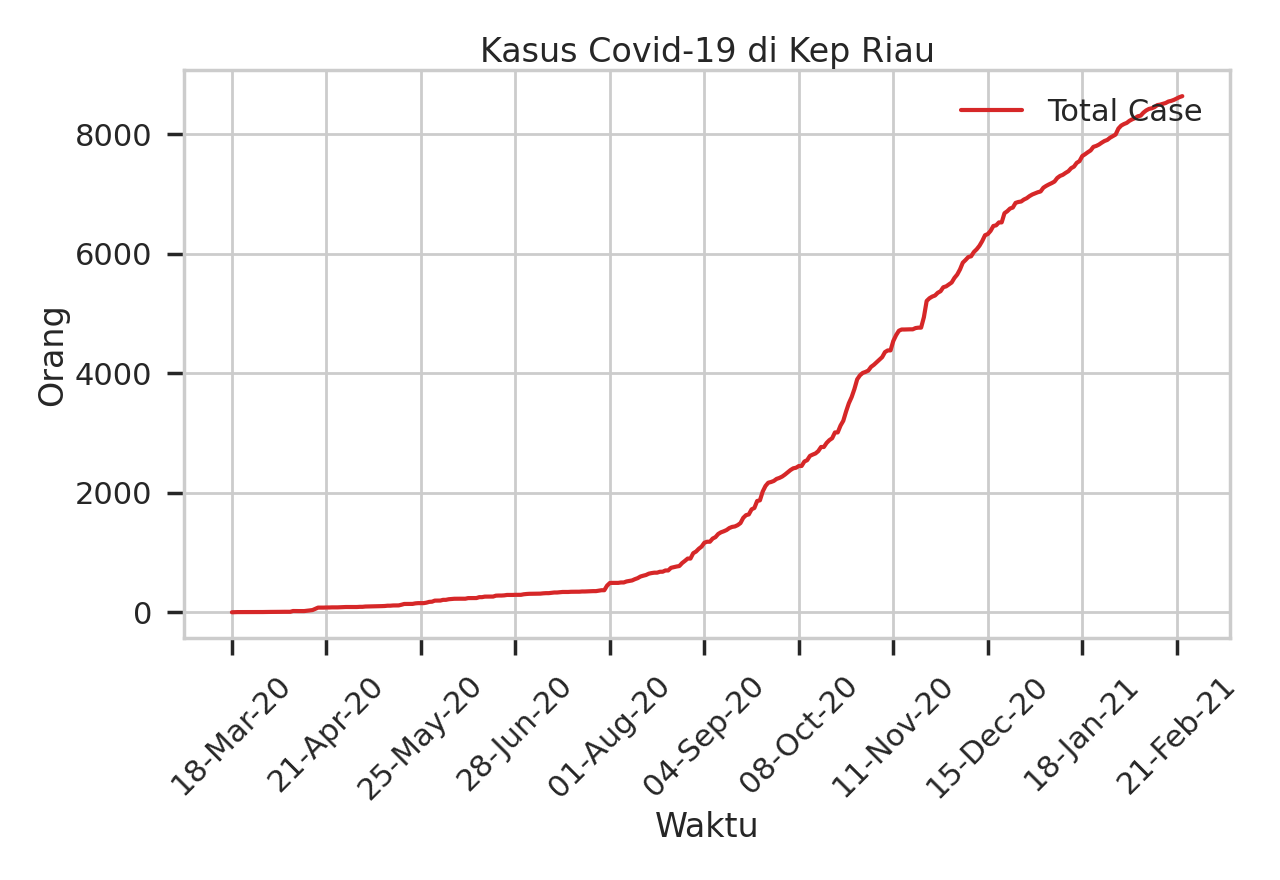 Kasus Covid-19 di Kep Riau
Total Case
8000
6000
4000
2000
0
Orang
18-Mar-20
21-Apr-20
25-May-20
28-Jun-20
01-Aug-20
04-Sep-20
08-Oct-20
11-Nov-20
15-Dec-20
18-Jan-21
21-Feb-21
Waktu